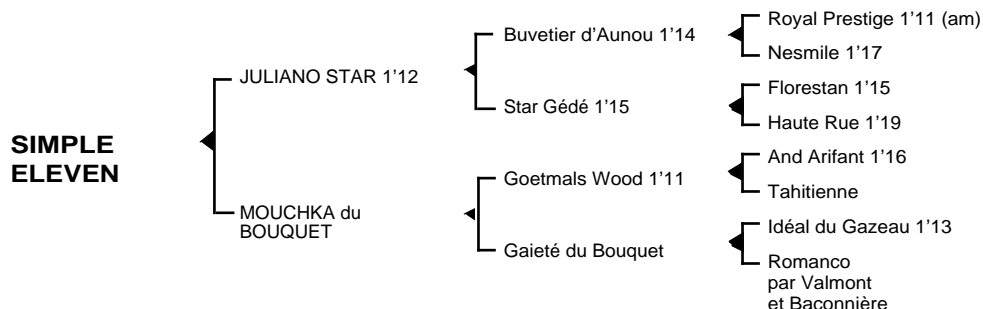 SIMPLE
ELEVEN
JULIANO STAR 1'12
MOUCHKA du
BOUQUET
Buvetier d'Aunou 1'14
Star Gédé 1'15
Goetmals Wood 1'11
Gaieté du Bouquet
Royal Prestige 1'11 (am)
Nesmile 1'17
Florestan 1'15
Haute Rue 1'19
And Arifant 1'16
Tahitienne
Idéal du Gazeau 1'13
Romanco
par Valmont
et Baconnière